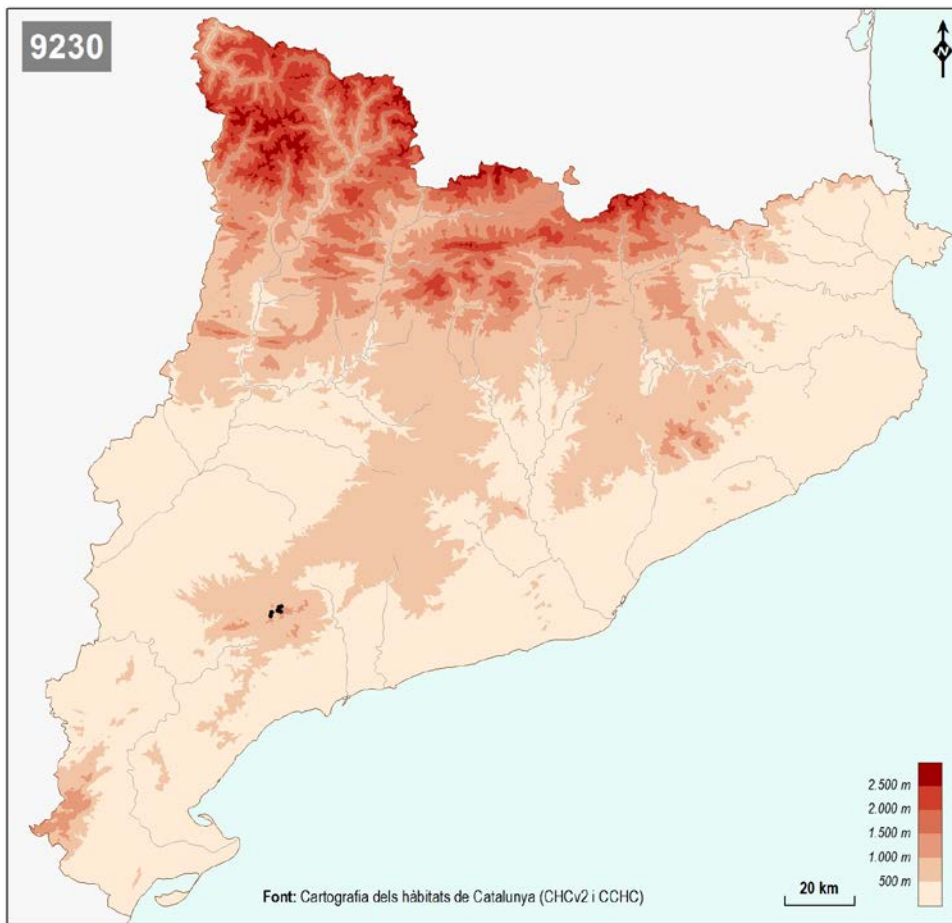 9230
N
2.500 m
2.000 m
1.500 m
1.000 m
500 m
20 km
Font: Cartografia dels hàbitats de Catalunya (CHCv2 i CCHC)